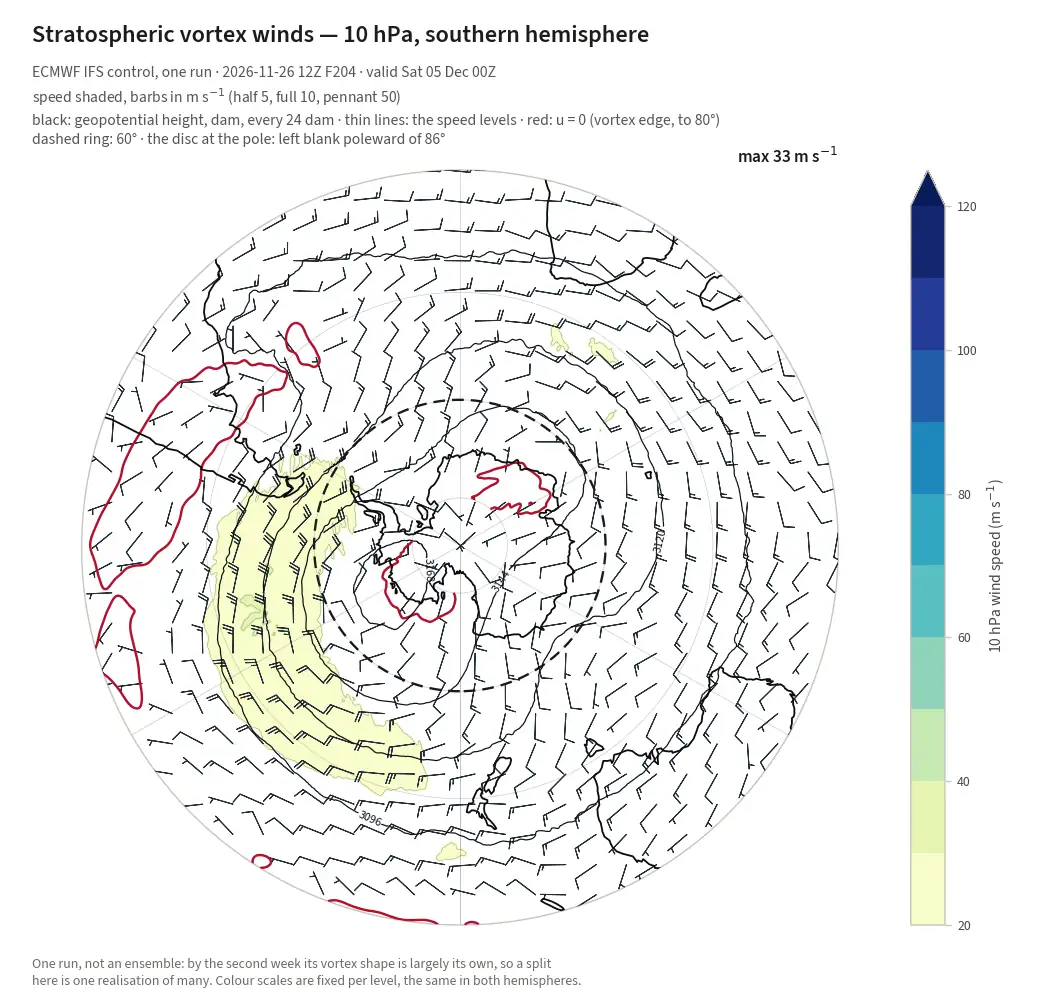 Stratospheric vortex winds — 10 hPa, southern hemisphere
ECMWF IFS control, one run · 2026-11-26 12Z F204 · valid Sat 05 Dec 00Z
speed shaded, barbs in m s⁻¹ (half 5, full 10, pennant 50)
black: geopotential height, dam, every 24 dam · thin lines: the speed levels · red: u = 0 (vortex edge, to 80°)
dashed ring: 60° · the disc at the pole: left blank poleward of 86°
max 33 m s⁻¹
120
100
80
60
40
20
10 hPa wind speed (m s⁻¹)
3120
3168
3096
One run, not an ensemble: by the second week its vortex shape is largely its own, so a split
here is one realisation of many. Colour scales are fixed per level, the same in both hemispheres.